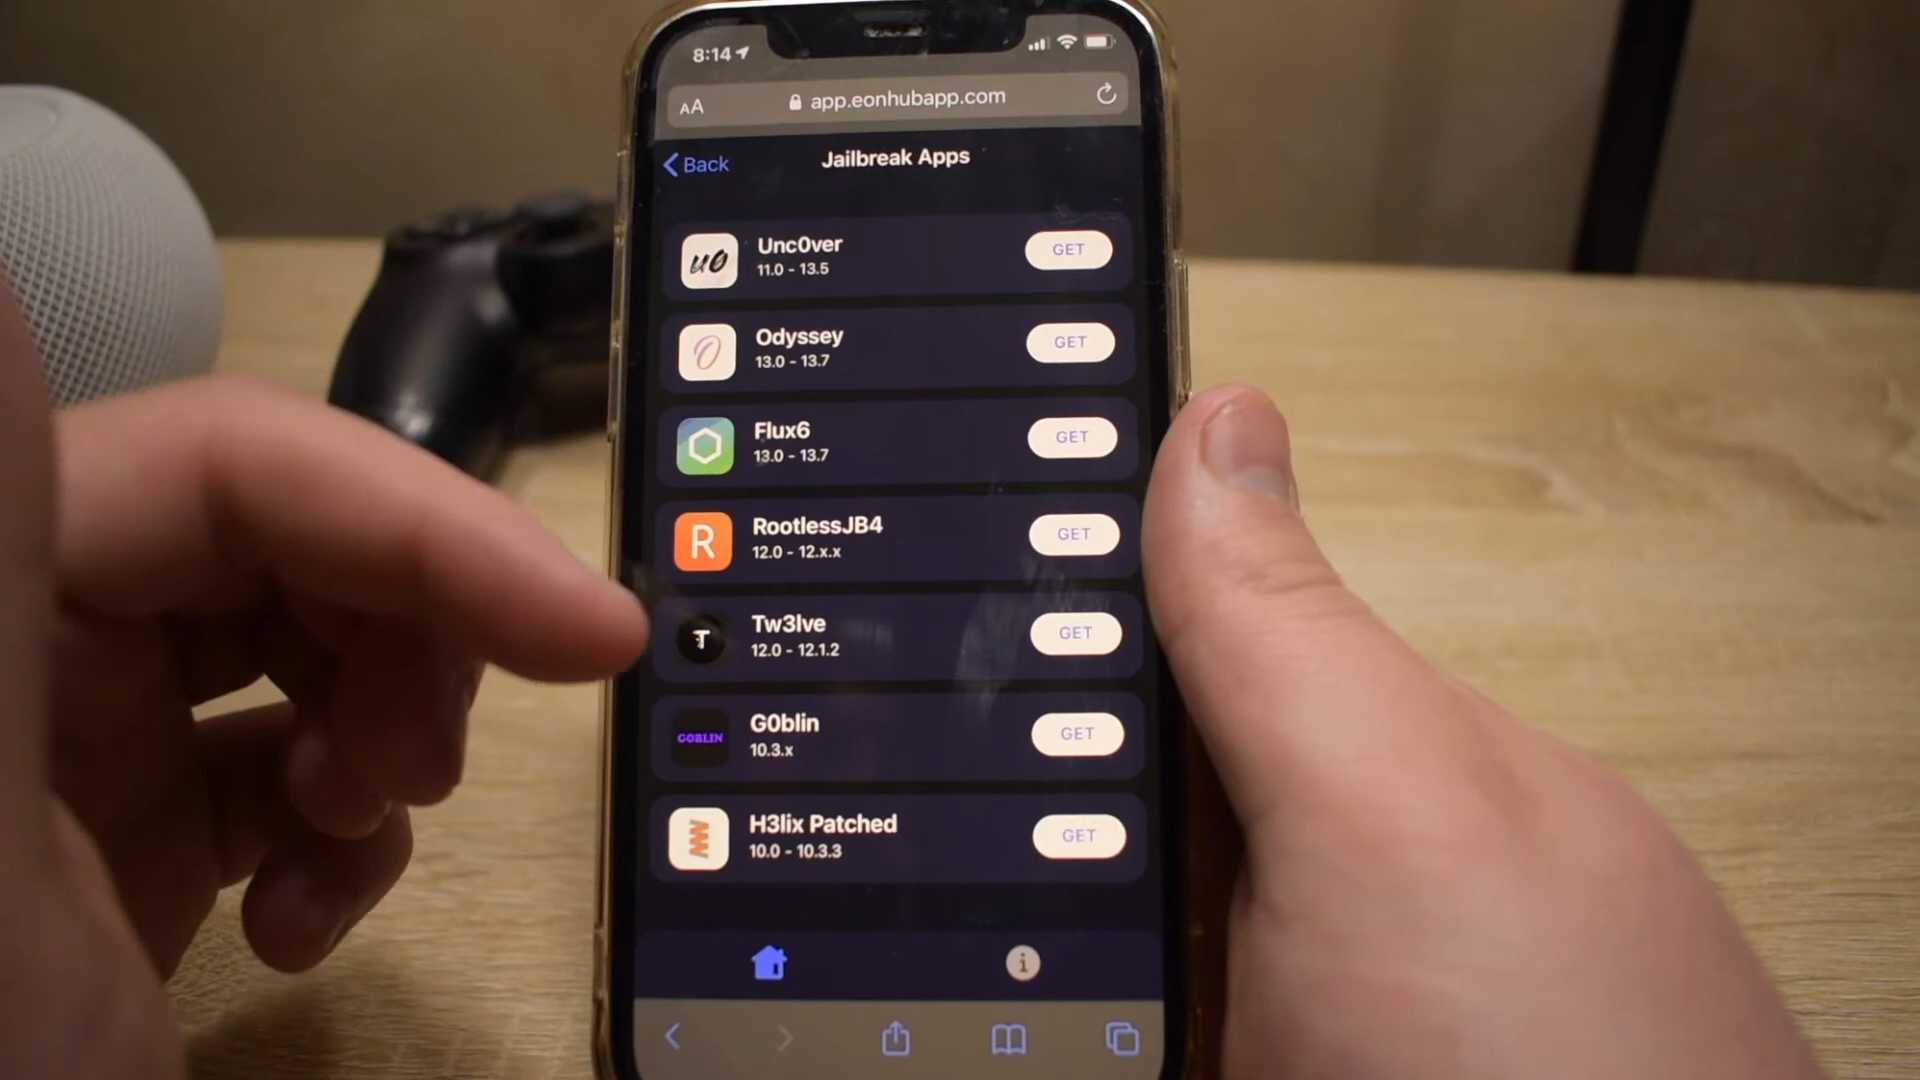 8:14
AA app.eonhubapp.com
Back Jailbreak Apps
u0
Unc0ver
11.0 - 13.5
GET
O
Odyssey
13.0 - 13.7
GET
Flux6
13.0 - 13.7
GET
R
RootlessJB4
12.0 - 12.x.x
GET
T
Tw3lve
12.0 - 12.1.2
GET
GOBLIN
G0blin
10.3.x
GET
H3lix Patched
10.0 - 10.3.3
GET
i